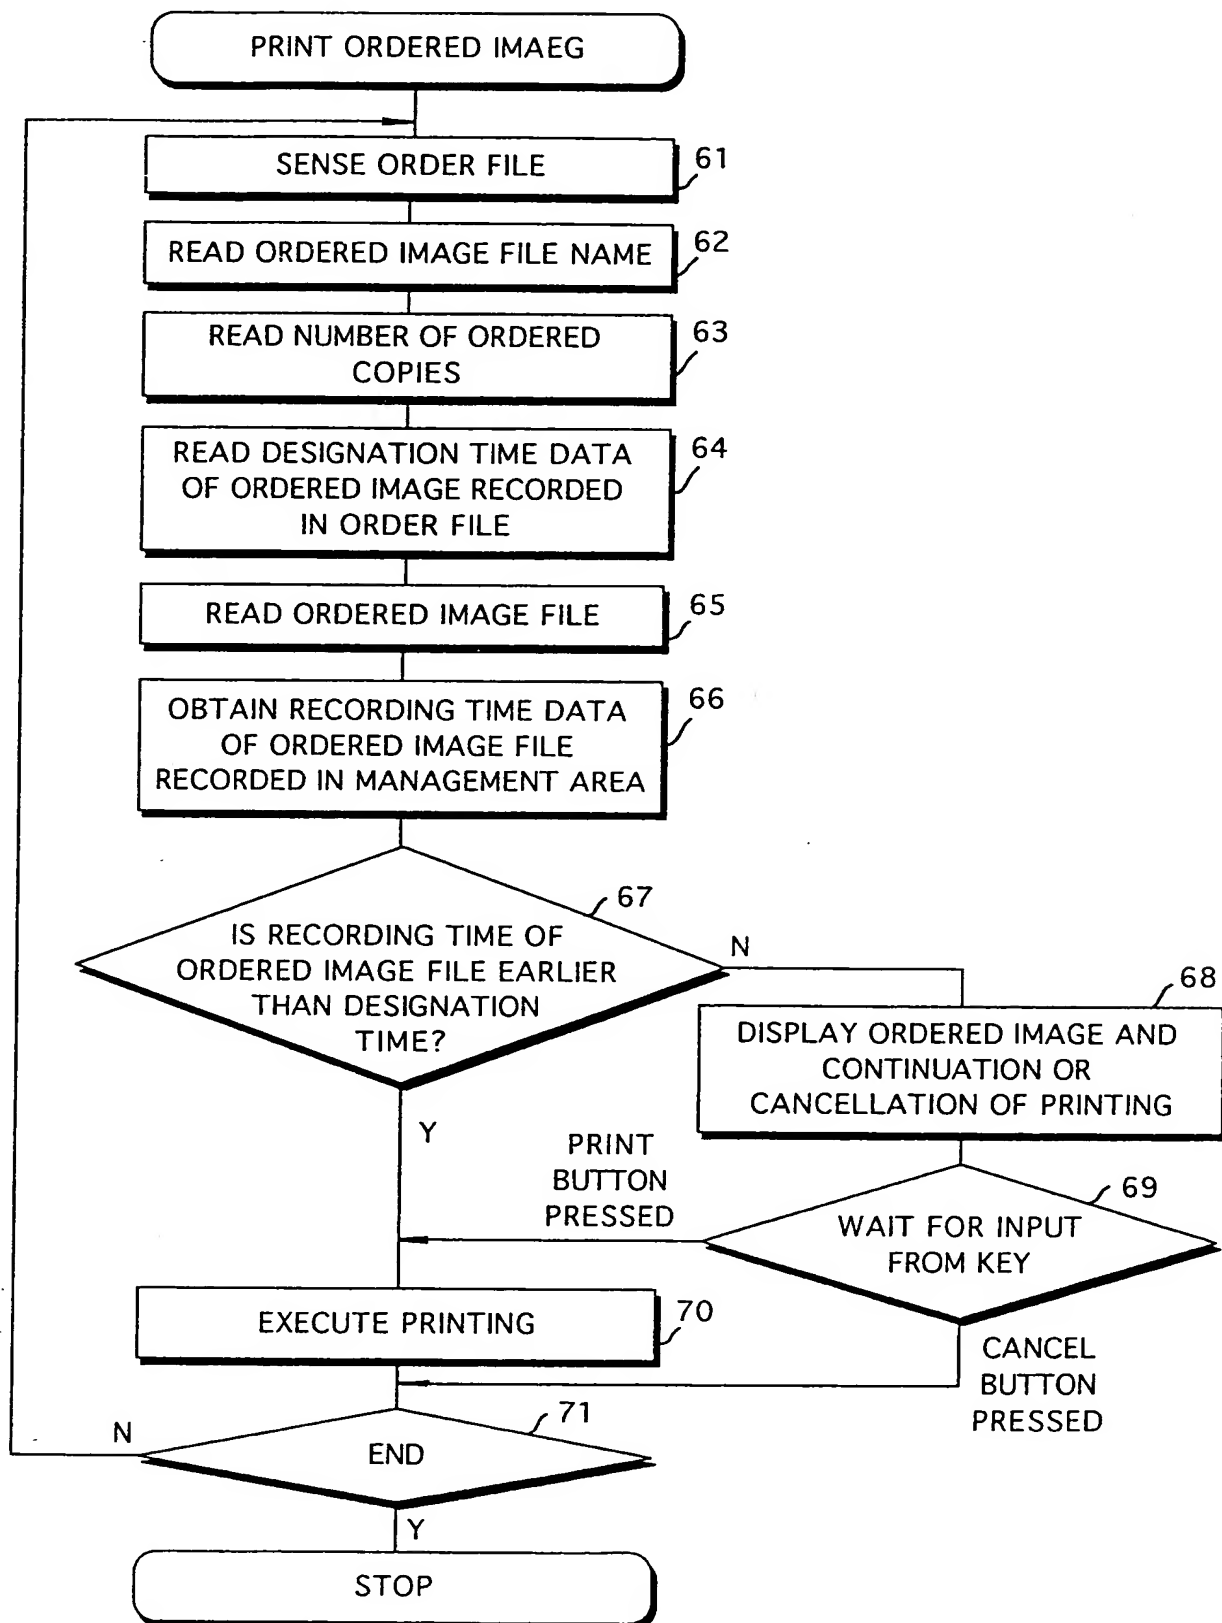 PRINT ORDERED IMAEG
SENSE ORDER FILE
61
READ ORDERED IMAGE FILE NAME
62
READ NUMBER OF ORDERED
COPIES
63
READ DESIGNATION TIME DATA
OF ORDERED IMAGE RECORDED
IN ORDER FILE
64
READ ORDERED IMAGE FILE
65
OBTAIN RECORDING TIME DATA
OF ORDERED IMAGE FILE
RECORDED IN MANAGEMENT AREA
66
67
IS RECORDING TIME OF
ORDERED IMAGE FILE EARLIER
THAN DESIGNATION
TIME?
N
68
DISPLAY ORDERED IMAGE AND
CONTINUATION OR
CANCELLATION OF PRINTING
Y
PRINT
BUTTON
PRESSED
69
WAIT FOR INPUT
FROM KEY
EXECUTE PRINTING
70
CANCEL
BUTTON
PRESSED
71
N
END
Y
STOP